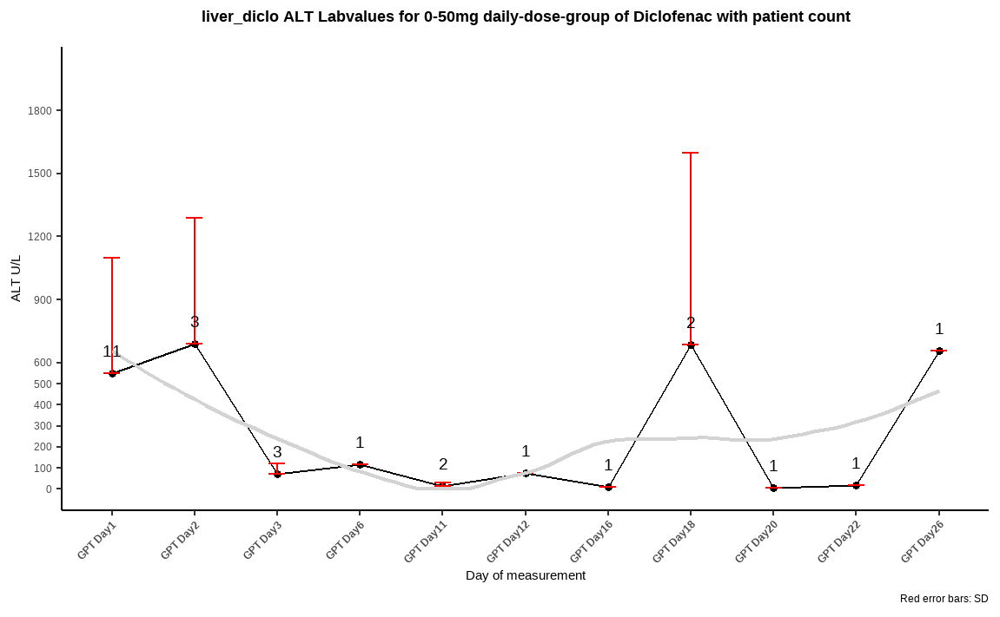 liver_diclo ALT Labvalues for 0-50mg daily-dose-group of Diclofenac with patient count
1800
1500
1200
900
600
500
400
300
200
100
0
ALT U/L
11
3
3
1
2
1
1
2
1
1
1
GPT Day1
GPT Day2
GPT Day3
GPT Day6
GPT Day11
GPT Day12
GPT Day16
GPT Day18
GPT Day20
GPT Day22
GPT Day26
Day of measurement
Red error bars: SD